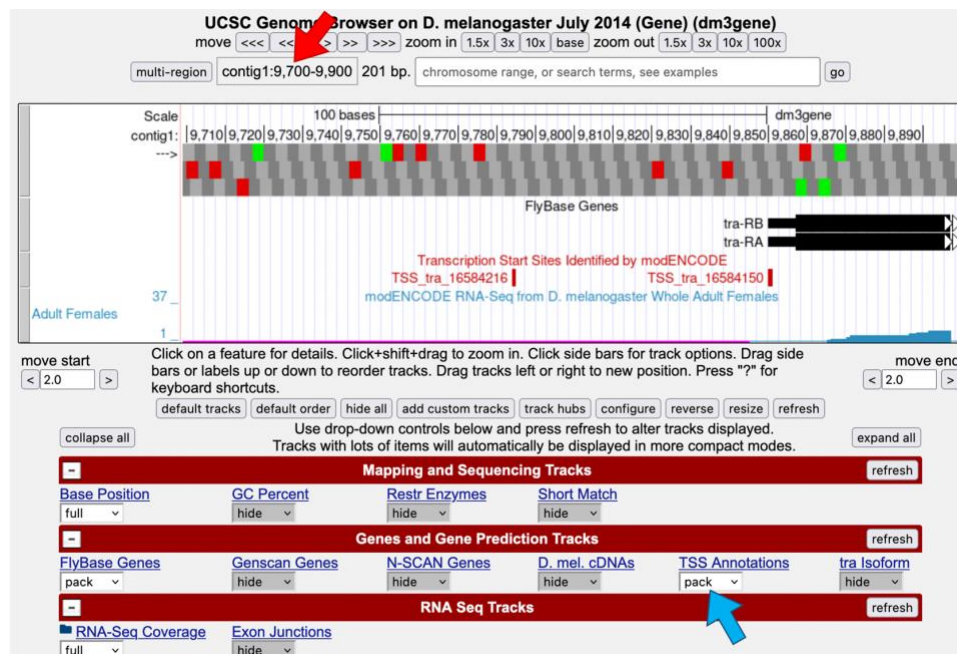 UCSC Genome Browser on D. melanogaster July 2014 (Gene) (dm3gene)
move <<< << > >> >>> zoom in 1.5x 3x 10x base zoom out 1.5x 3x 10x 100x
multi-region contig1:9,700-9,900 201 bp. chromosome range, or search terms, see examples go
Scale 100 bases dm3gene
contig1: 9,710 9,720 9,730 9,740 9,750 9,760 9,770 9,780 9,790 9,800 9,810 9,820 9,830 9,840 9,850 9,860 9,870 9,880 9,890
--->
FlyBase Genes
tra-RB
tra-RA
Transcription Start Sites Identified by modENCODE
TSS_tra_16584216 TSS_tra_16584150
37 _ modENCODE RNA-Seq from D. melanogaster Whole Adult Females
Adult Females
1 _
move start
< 2.0 >
Click on a feature for details. Click+shift+drag to zoom in. Click side bars for track options. Drag side
bars or labels up or down to reorder tracks. Drag tracks left or right to new position. Press "?" for
keyboard shortcuts.
move end
< 2.0 >
default tracks default order hide all add custom tracks track hubs configure reverse resize refresh
collapse all
Use drop-down controls below and press refresh to alter tracks displayed.
Tracks with lots of items will automatically be displayed in more compact modes.
expand all
- Mapping and Sequencing Tracks refresh
Base Position GC Percent Restr Enzymes Short Match
full hide hide hide
- Genes and Gene Prediction Tracks refresh
FlyBase Genes Genscan Genes N-SCAN Genes D. mel. cDNAs TSS Annotations tra Isoform
pack hide hide hide pack hide
- RNA Seq Tracks refresh
RNA-Seq Coverage Exon Junctions
full hide